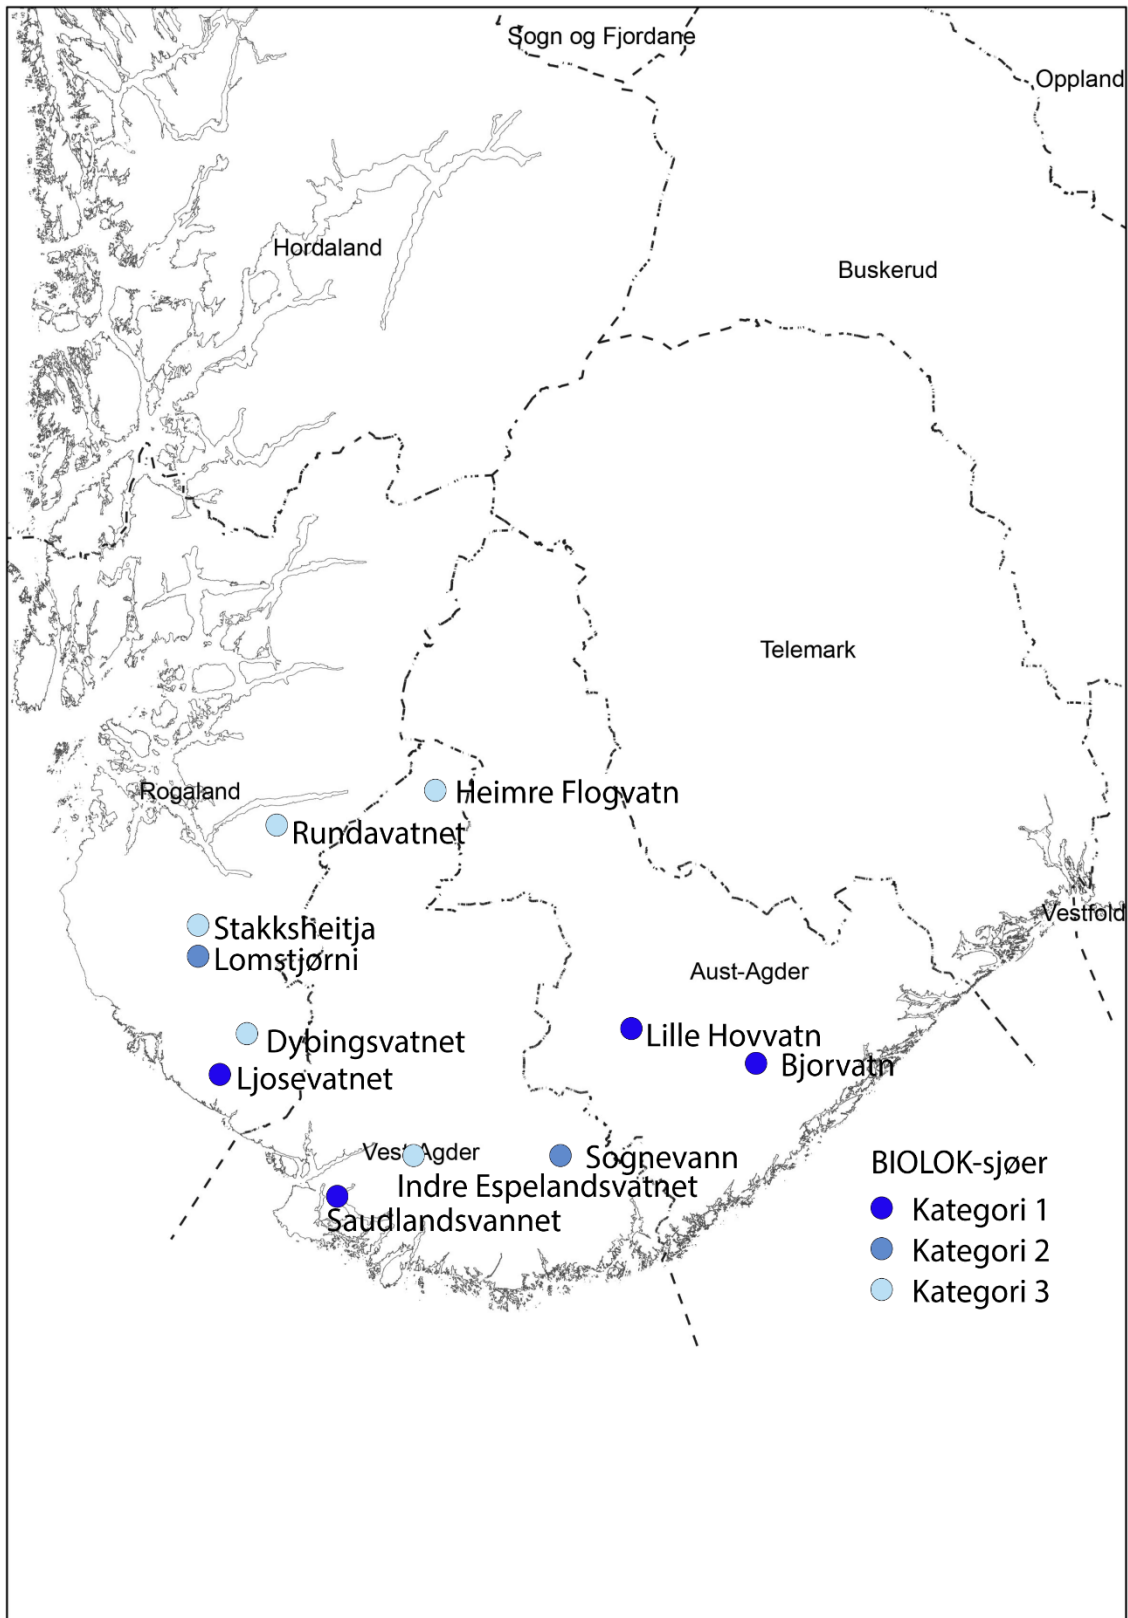 Sogn og Fjordane
Oppland
Hordaland
Buskerud
Telemark
Rogaland
Heimre Flogvatn
Rundavatnet
Vestfold
Stakksheitja
Lomstjørni
Aust-Agder
Lille Hovvatn
Dybingsvatnet
Bjorvatn
Ljosevatnet
Vest-Agder
Sognevann
Indre Espelandsvatnet
Saudlandsvannet
BIOLOK-sjøer
Kategori 1
Kategori 2
Kategori 3